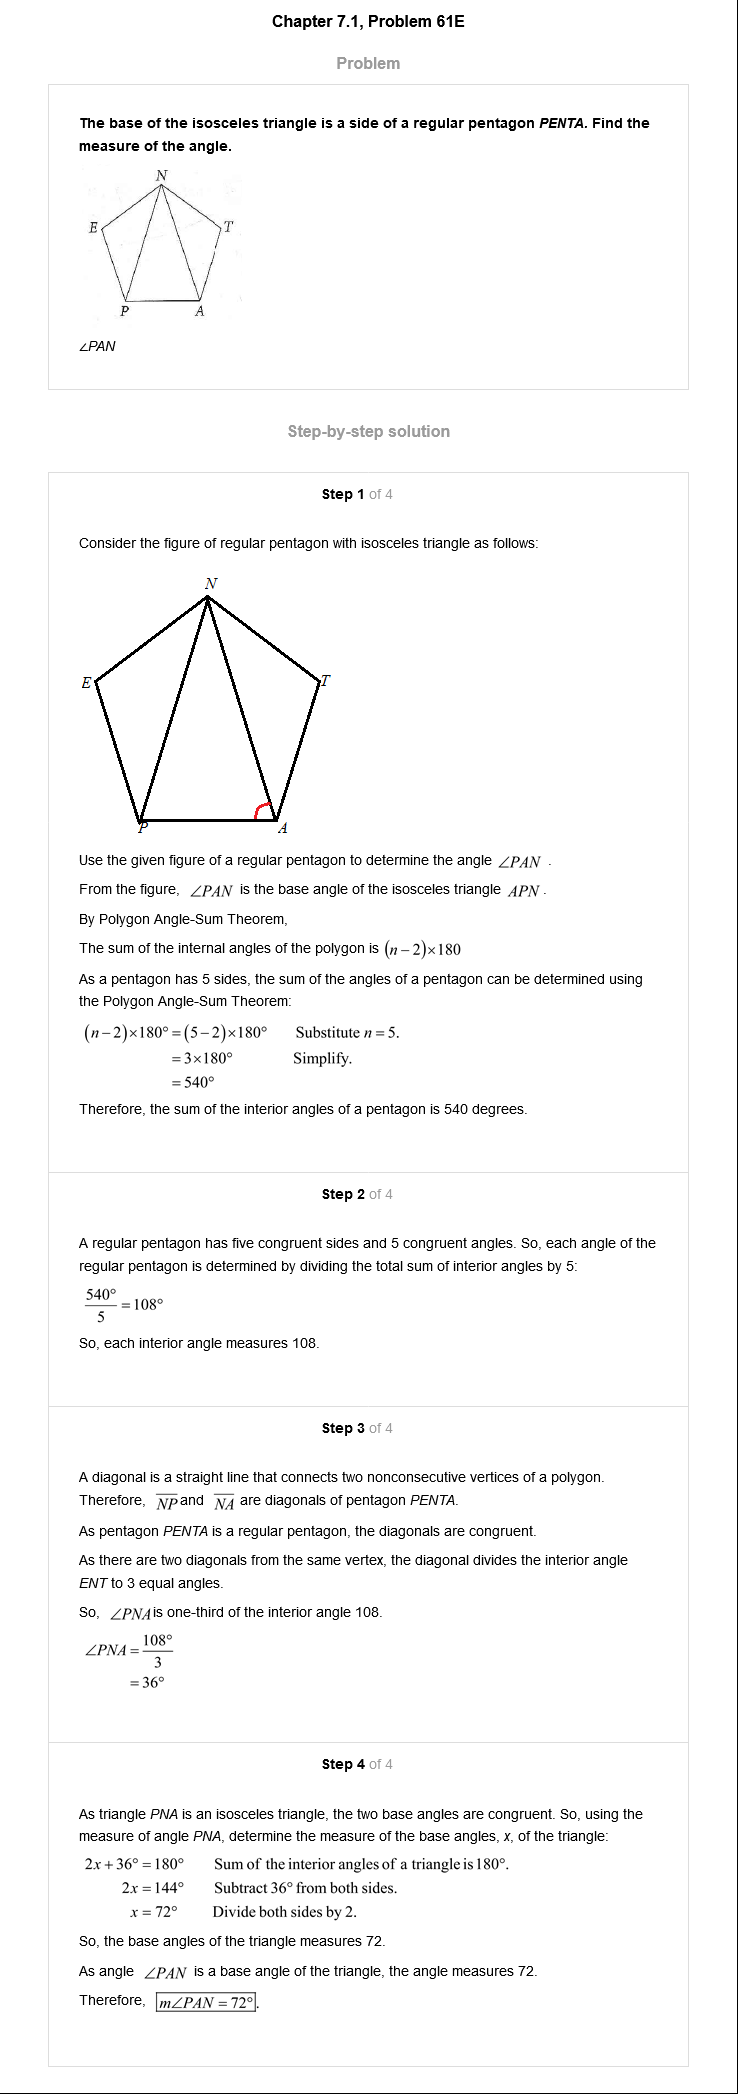 Chapter 7.1, Problem 61E
Problem
The base of the isosceles triangle is a side of a regular pentagon PENTA. Find the
measure of the angle.
N
E
T
P
A
∠PAN
Step-by-step solution
Step 1 of 4
Consider the figure of regular pentagon with isosceles triangle as follows:
N
E
T
P
A
Use the given figure of a regular pentagon to determine the angle ∠PAN .
From the figure, ∠PAN is the base angle of the isosceles triangle APN .
By Polygon Angle-Sum Theorem,
The sum of the internal angles of the polygon is (n−2)×180
As a pentagon has 5 sides, the sum of the angles of a pentagon can be determined using
the Polygon Angle-Sum Theorem:
(n−2)×180° = (5−2)×180° Substitute n = 5.
= 3×180° Simplify.
= 540°
Therefore, the sum of the interior angles of a pentagon is 540 degrees.
Step 2 of 4
A regular pentagon has five congruent sides and 5 congruent angles. So, each angle of the
regular pentagon is determined by dividing the total sum of interior angles by 5:
540°
5
= 108°
So, each interior angle measures 108.
Step 3 of 4
A diagonal is a straight line that connects two nonconsecutive vertices of a polygon.
Therefore, NP and NA are diagonals of pentagon PENTA.
As pentagon PENTA is a regular pentagon, the diagonals are congruent.
As there are two diagonals from the same vertex, the diagonal divides the interior angle
ENT to 3 equal angles.
So, ∠PNA is one-third of the interior angle 108.
∠PNA = 108°
3
= 36°
Step 4 of 4
As triangle PNA is an isosceles triangle, the two base angles are congruent. So, using the
measure of angle PNA, determine the measure of the base angles, x, of the triangle:
2x + 36° = 180° Sum of the interior angles of a triangle is 180°.
2x = 144° Subtract 36° from both sides.
x = 72° Divide both sides by 2.
So, the base angles of the triangle measures 72.
As angle ∠PAN is a base angle of the triangle, the angle measures 72.
Therefore, m∠PAN = 72°.